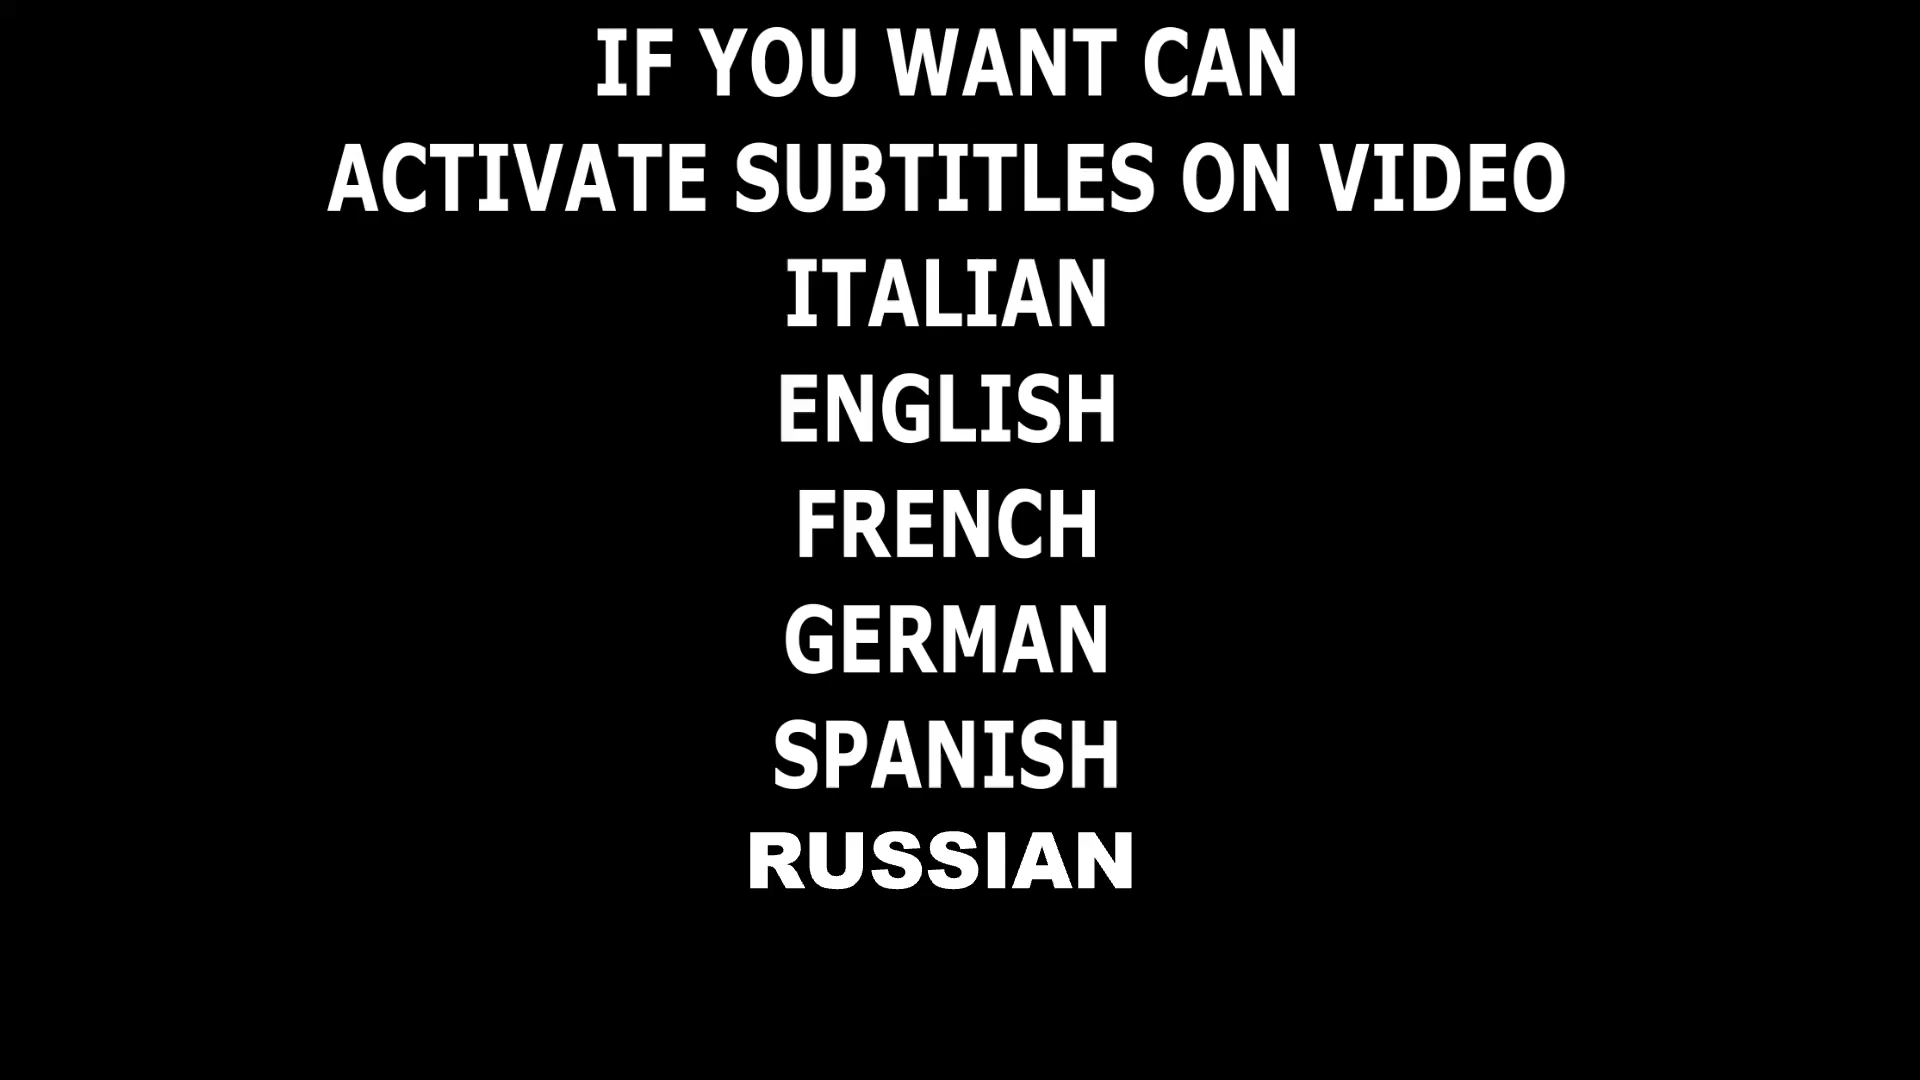 IF YOU WANT CAN
ACTIVATE SUBTITLES ON VIDEO
ITALIAN
ENGLISH
FRENCH
GERMAN
SPANISH
RUSSIAN